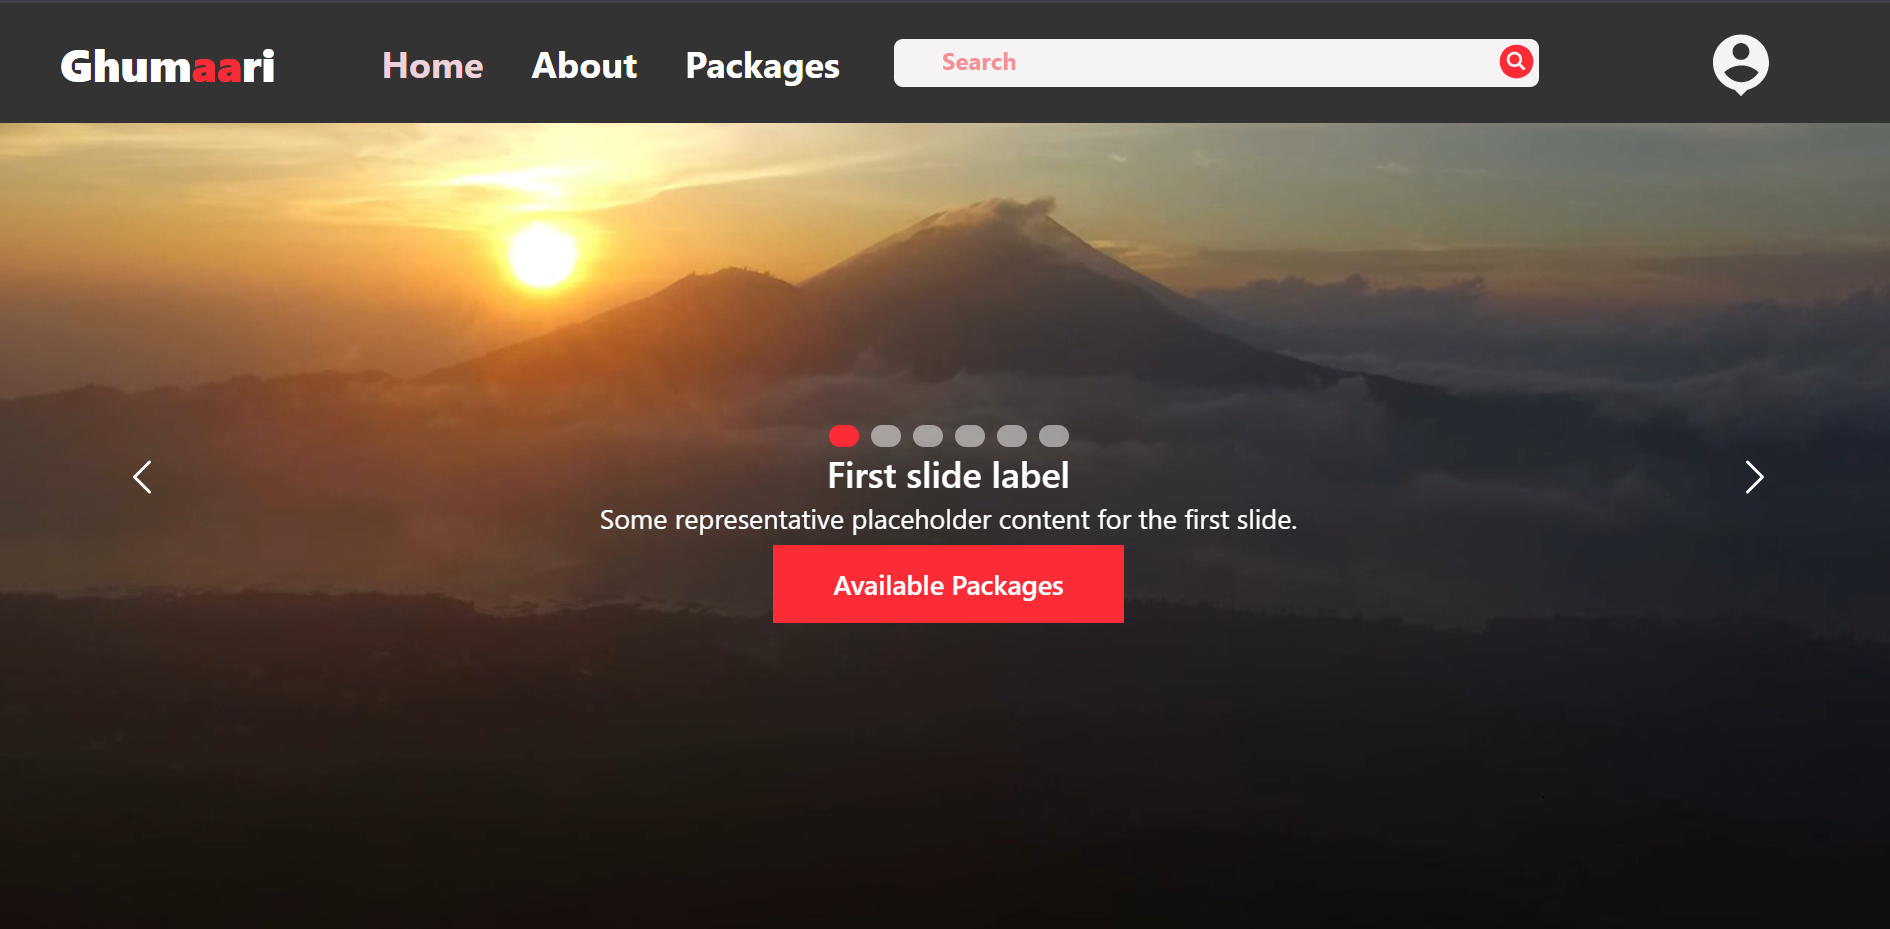 Ghumaari
Home
About
Packages
Search
First slide label
Some representative placeholder content for the first slide.
Available Packages